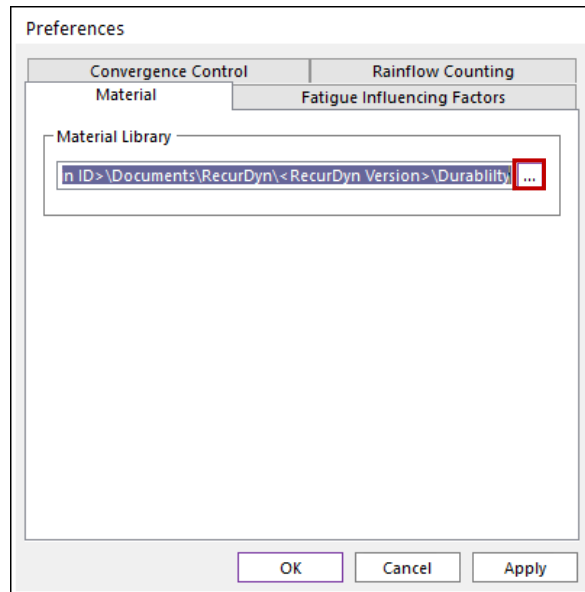 Preferences
Convergence Control Rainflow Counting
Material Fatigue Influencing Factors
Material Library
n ID>\Documents\RecurDyn\<RecurDyn Version>\Durablilty ...
OK Cancel Apply